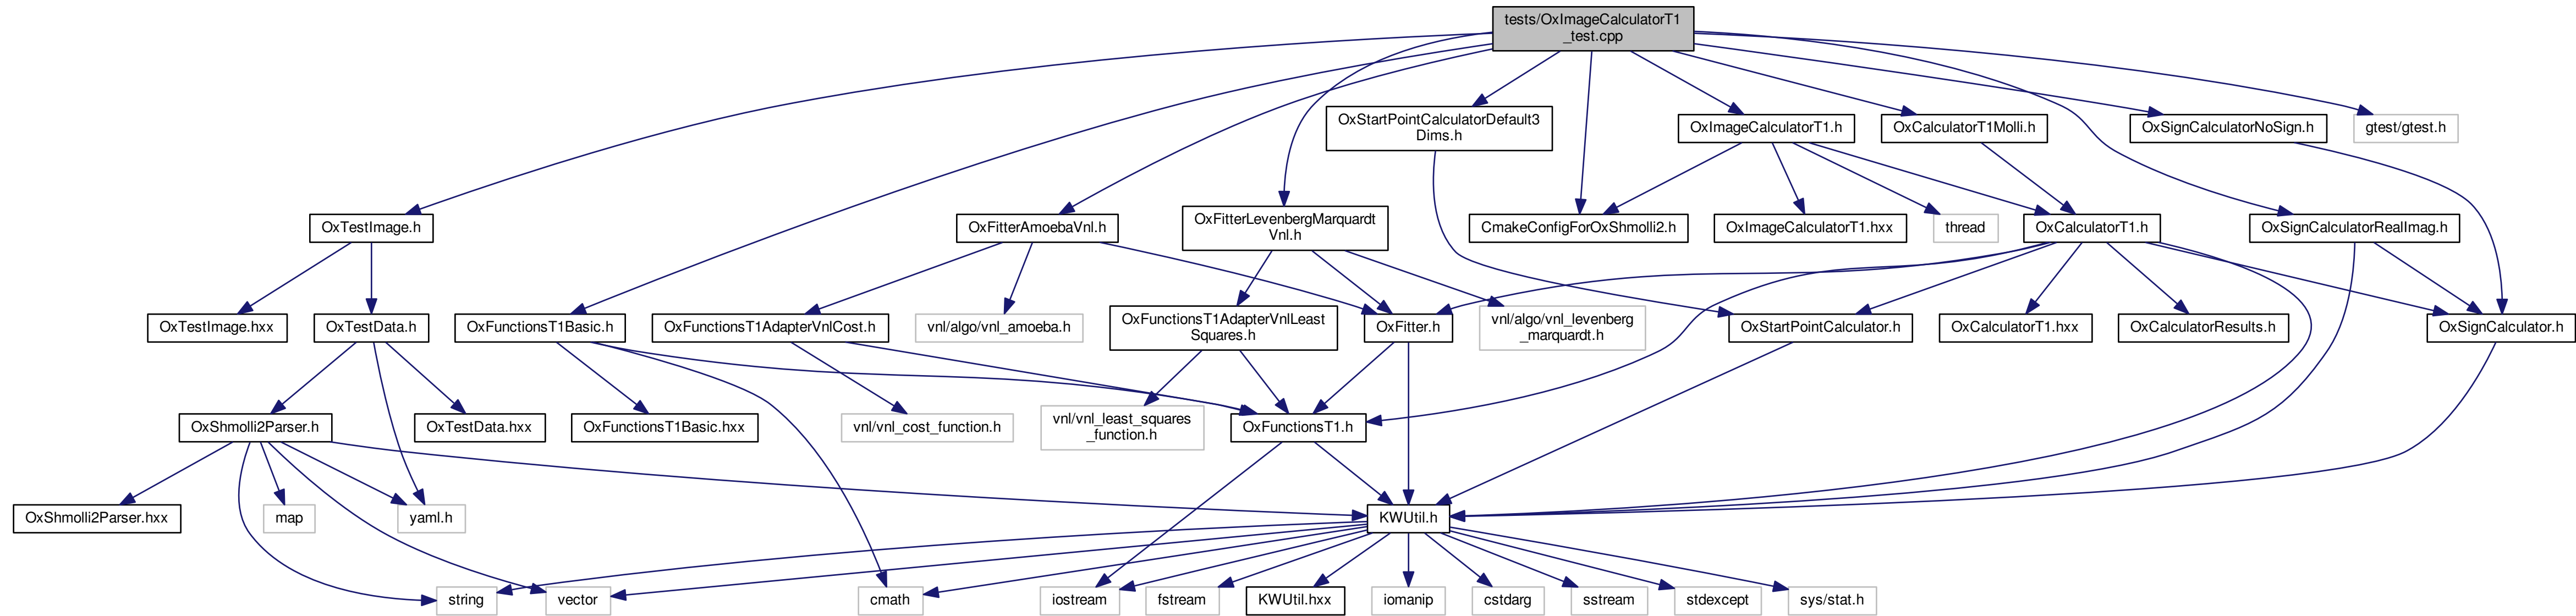 tests/OxImageCalculatorT1
_test.cpp
OxStartPointCalculatorDefault3
Dims.h
OxImageCalculatorT1.h
OxCalculatorT1Molli.h
OxSignCalculatorNoSign.h
gtest/gtest.h
OxTestImage.h
OxFitterAmoebaVnl.h
OxFitterLevenbergMarquardt
Vnl.h
CmakeConfigForOxShmolli2.h
OxImageCalculatorT1.hxx
thread
OxCalculatorT1.h
OxSignCalculatorRealImag.h
OxTestImage.hxx
OxTestData.h
OxFunctionsT1Basic.h
OxFunctionsT1AdapterVnlCost.h
vnl/algo/vnl_amoeba.h
OxFunctionsT1AdapterVnlLeast
Squares.h
OxFitter.h
vnl/algo/vnl_levenberg
_marquardt.h
OxStartPointCalculator.h
OxCalculatorT1.hxx
OxCalculatorResults.h
OxSignCalculator.h
OxShmolli2Parser.h
OxTestData.hxx
OxFunctionsT1Basic.hxx
vnl/vnl_cost_function.h
vnl/vnl_least_squares
_function.h
OxFunctionsT1.h
OxShmolli2Parser.hxx
map
yaml.h
KWUtil.h
string
vector
cmath
iostream
fstream
KWUtil.hxx
iomanip
cstdarg
sstream
stdexcept
sys/stat.h